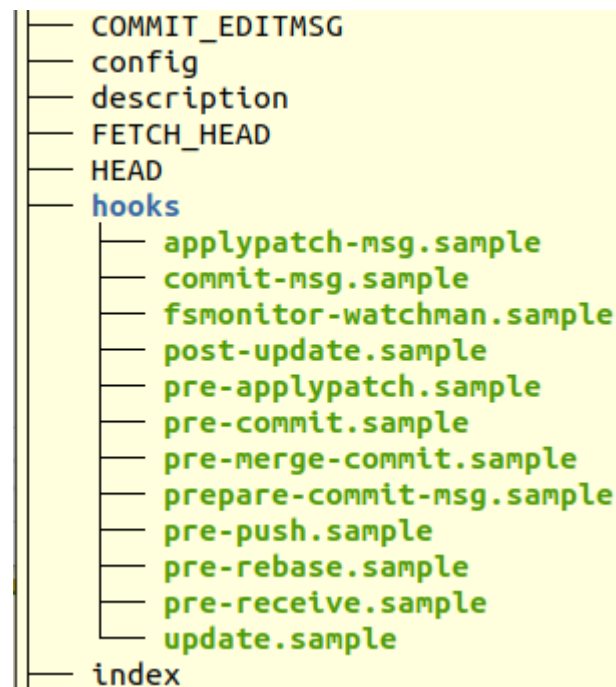 COMMIT_EDITMSG
config
description
FETCH_HEAD
HEAD
hooks
applypatch-msg.sample
commit-msg.sample
fsmonitor-watchman.sample
post-update.sample
pre-applypatch.sample
pre-commit.sample
pre-merge-commit.sample
prepare-commit-msg.sample
pre-push.sample
pre-rebase.sample
pre-receive.sample
update.sample
index